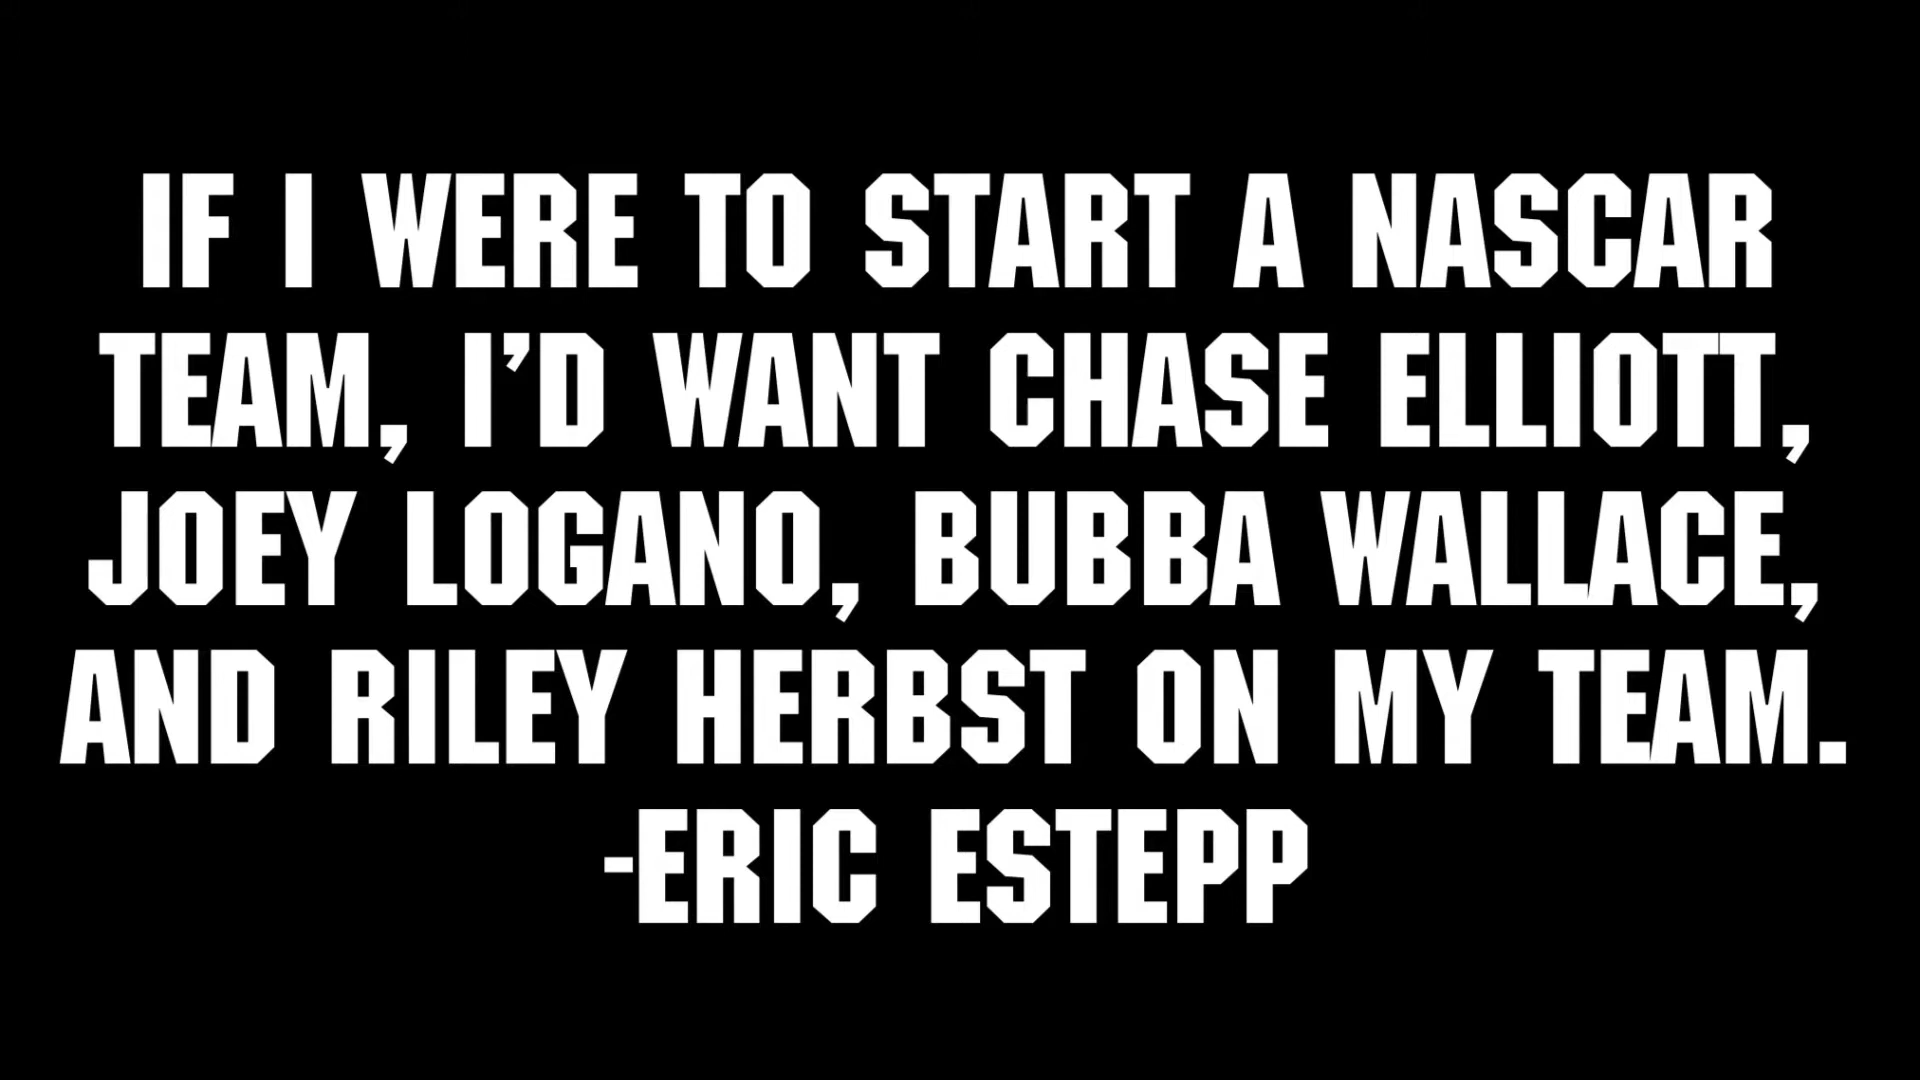 IF I WERE TO START A NASCAR
TEAM, I'D WANT CHASE ELLIOTT,
JOEY LOGANO, BUBBA WALLACE,
AND RILEY HERBST ON MY TEAM.
-ERIC ESTEPP